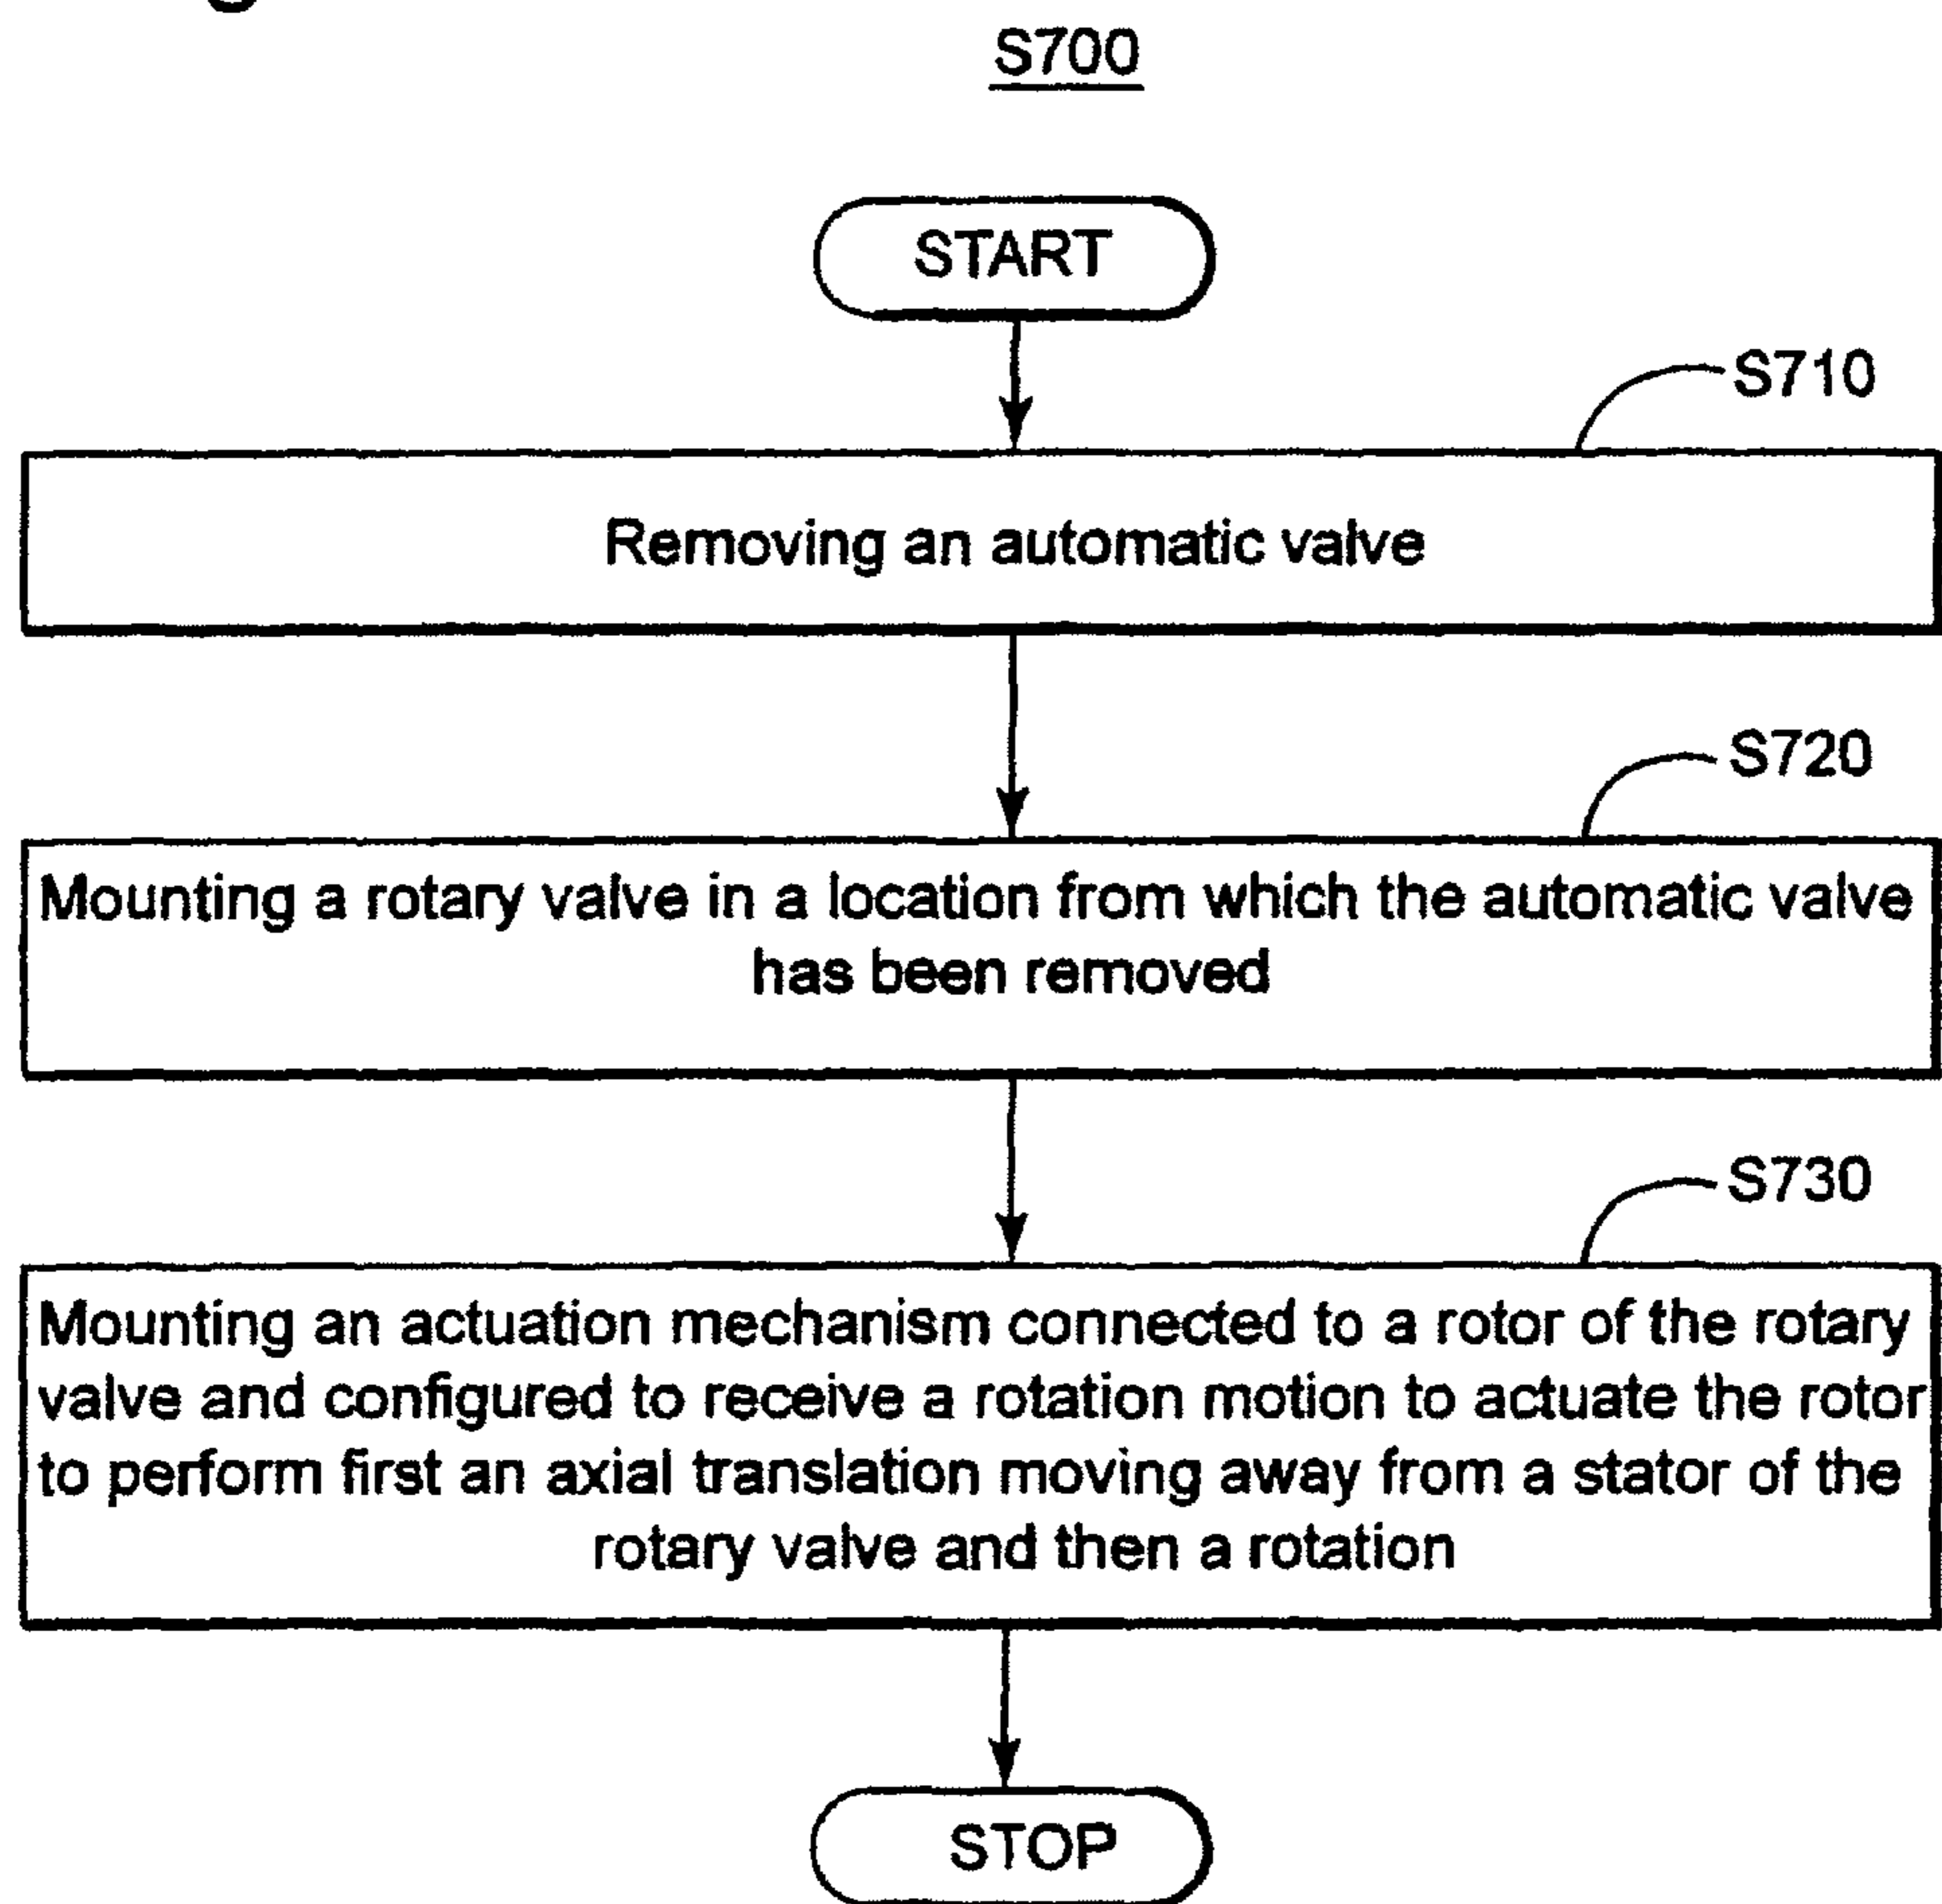 S700
START
S710
Removing an automatic valve
S720
Mounting a rotary valve in a location from which the automatic valve
has been removed
S730
Mounting an actuation mechanism connected to a rotor of the rotary
valve and configured to receive a rotation motion to actuate the rotor
to perform first an axial translation moving away from a stator of the
rotary valve and then a rotation
STOP